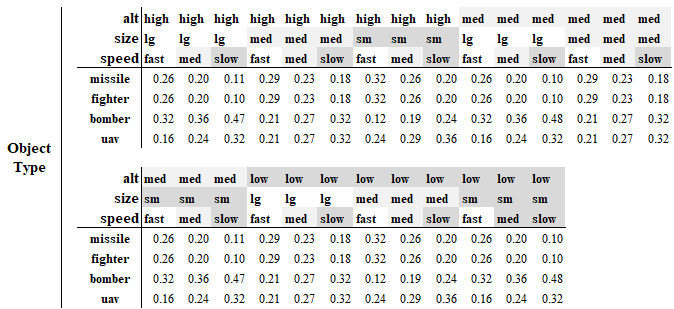 alt high high high high high high high high high med med med med med med
size lg lg lg med med med sm sm sm lg lg lg med med med
speed fast med slow fast med slow fast med slow fast med slow fast med slow
missile 0.26 0.20 0.11 0.29 0.23 0.18 0.32 0.26 0.20 0.26 0.20 0.10 0.29 0.23 0.18
fighter 0.26 0.20 0.10 0.29 0.23 0.18 0.32 0.26 0.20 0.26 0.20 0.10 0.29 0.23 0.18
bomber 0.32 0.36 0.47 0.21 0.27 0.32 0.12 0.19 0.24 0.32 0.36 0.48 0.21 0.27 0.32
uav 0.16 0.24 0.32 0.21 0.27 0.32 0.24 0.29 0.36 0.16 0.24 0.32 0.21 0.27 0.32
Object
Type
alt med med med low low low low low low low low low
size sm sm sm lg lg lg med med med sm sm sm
speed fast med slow fast med slow fast med slow fast med slow
missile 0.26 0.20 0.11 0.29 0.23 0.18 0.32 0.26 0.20 0.26 0.20 0.10
fighter 0.26 0.20 0.10 0.29 0.23 0.18 0.32 0.26 0.20 0.26 0.20 0.10
bomber 0.32 0.36 0.47 0.21 0.27 0.32 0.12 0.19 0.24 0.32 0.36 0.48
uav 0.16 0.24 0.32 0.21 0.27 0.32 0.24 0.29 0.36 0.16 0.24 0.32